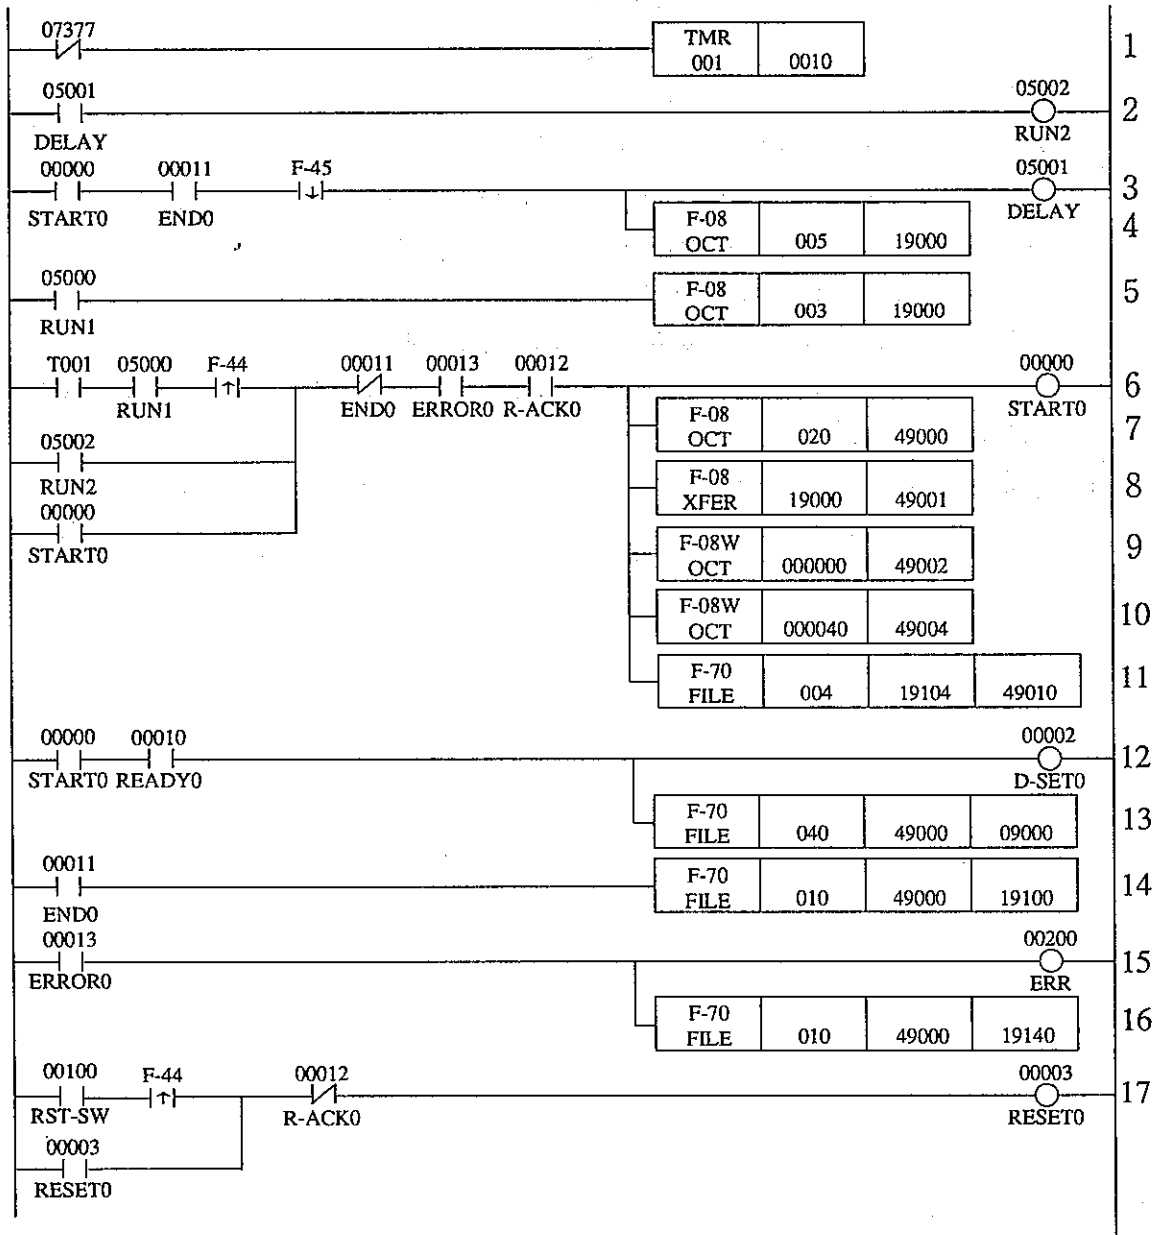 07377
TMR
001 0010
1
05001
DELAY
05002
RUN2
2
00000 00011 F-45
↓
START0 END0
05001
DELAY
3
F-08
OCT 005 19000
4
05000
RUN1
F-08
OCT 003 19000
5
T001 05000 F-44 00011 00013 00012
↑
RUN1 END0 ERROR0 R-ACK0
00000
START0
6
05002
RUN2
00000
START0
F-08
OCT 020 49000
7
F-08
XFER 19000 49001
8
F-08W
OCT 000000 49002
9
F-08W
OCT 000040 49004
10
F-70
FILE 004 19104 49010
11
00000 00010
START0 READY0
00002
D-SET0
12
F-70
FILE 040 49000 09000
13
00011
END0
F-70
FILE 010 49000 19100
14
00013
ERROR0
00200
ERR
15
F-70
FILE 010 49000 19140
16
00100 F-44 00012
↑
RST-SW R-ACK0
00003
RESET0
17
00003
RESET0